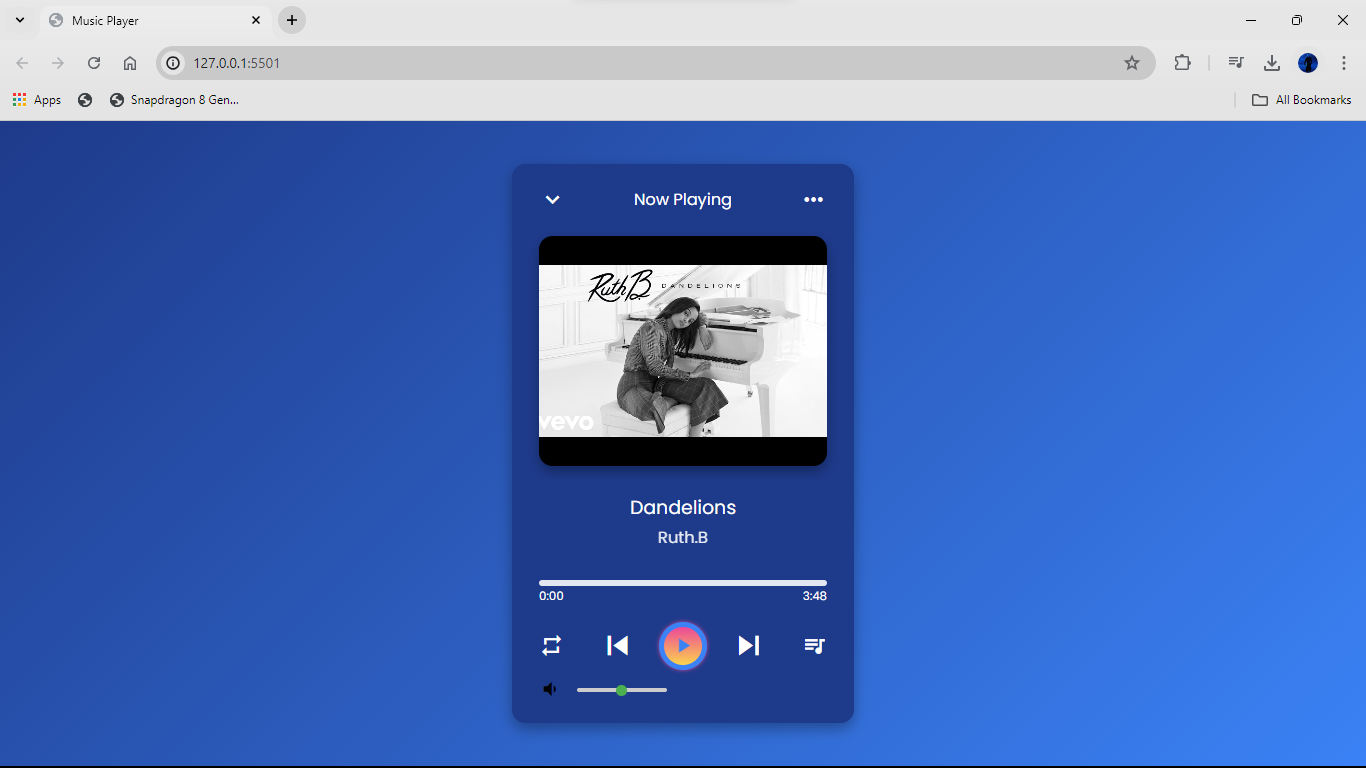 Music Player
127.0.0.1:5501
Apps
Snapdragon 8 Gen...
All Bookmarks
Now Playing
Ruth B. DANDELIONS
vevo
Dandelions
Ruth.B
0:00 3:48